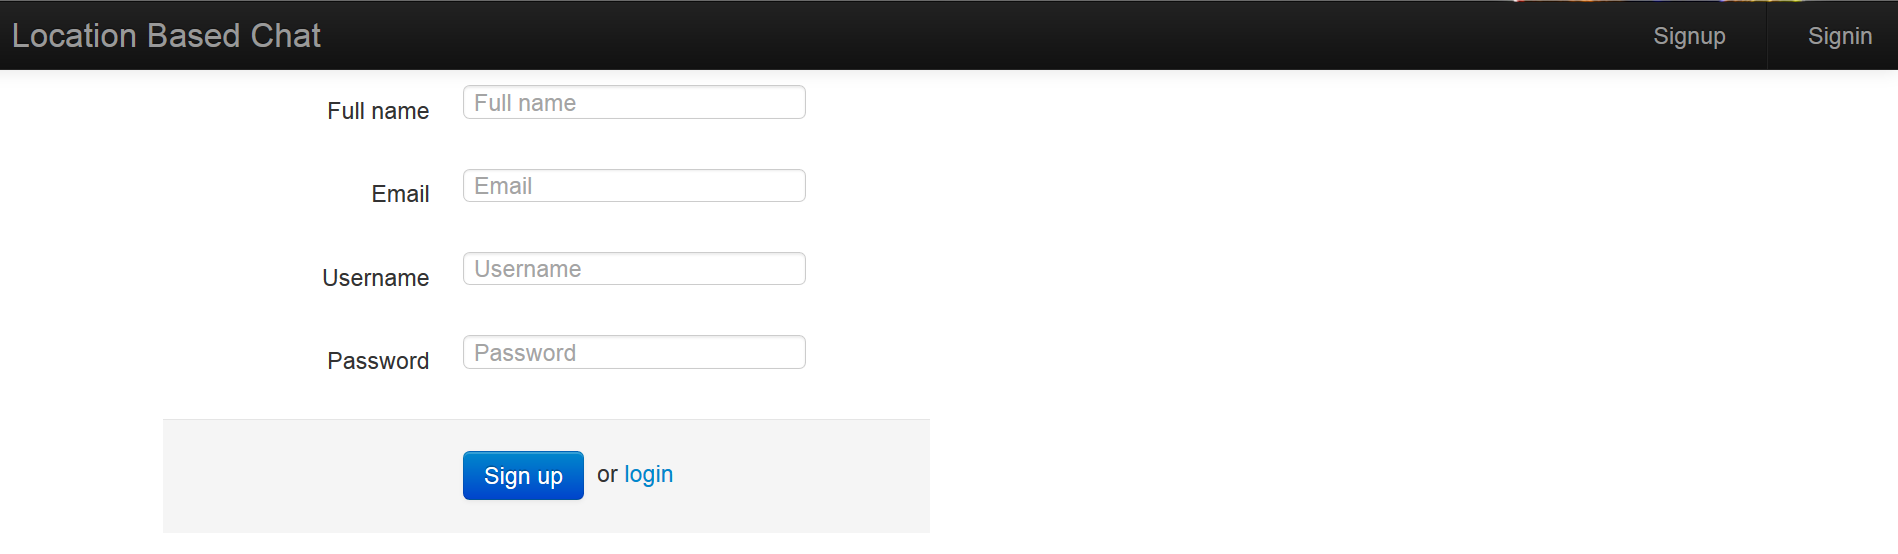 Location Based Chat Signup Signin
Full name Full name
Email Email
Username Username
Password Password
Sign up or login